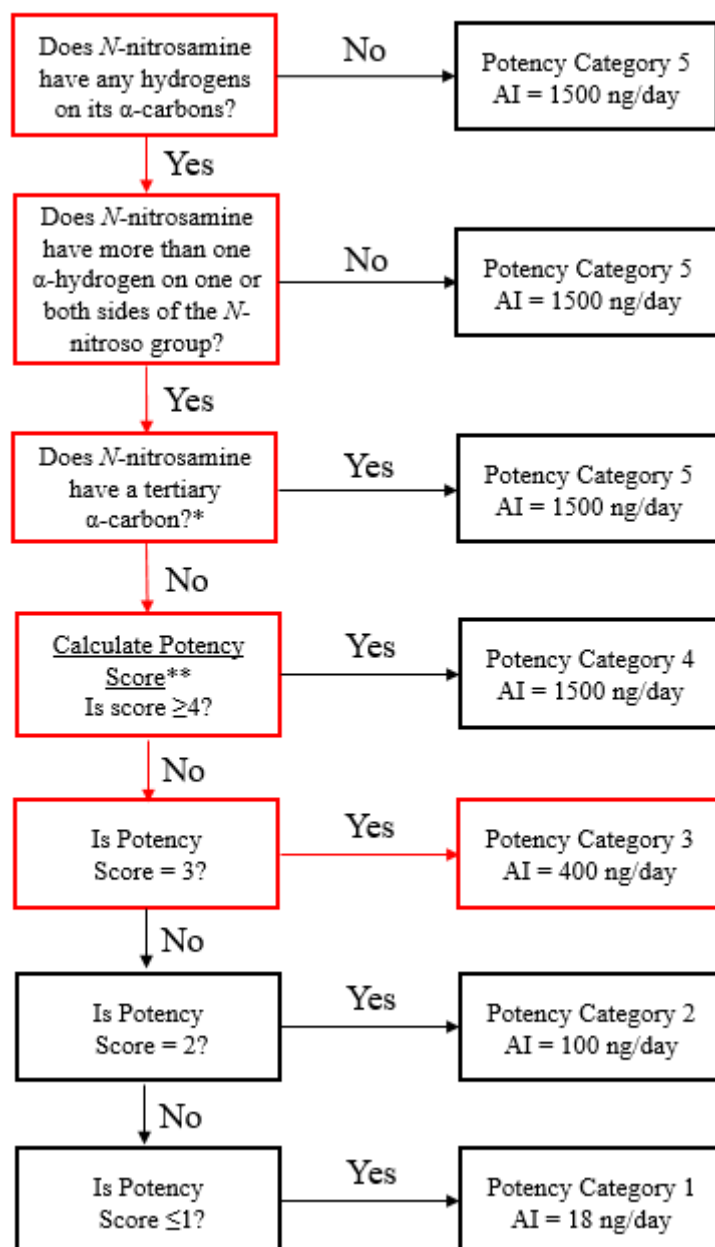 Does N-nitrosamine
have any hydrogens
on its α-carbons?
No
Potency Category 5
AI = 1500 ng/day
Yes
Does N-nitrosamine
have more than one
α-hydrogen on one or
both sides of the N-
nitroso group?
No
Potency Category 5
AI = 1500 ng/day
Yes
Does N-nitrosamine
have a tertiary
α-carbon?*
Yes
Potency Category 5
AI = 1500 ng/day
No
Calculate Potency
Score**
Is score ≥4?
Yes
Potency Category 4
AI = 1500 ng/day
No
Is Potency
Score = 3?
Yes
Potency Category 3
AI = 400 ng/day
No
Is Potency
Score = 2?
Yes
Potency Category 2
AI = 100 ng/day
No
Is Potency
Score ≤1?
Yes
Potency Category 1
AI = 18 ng/day